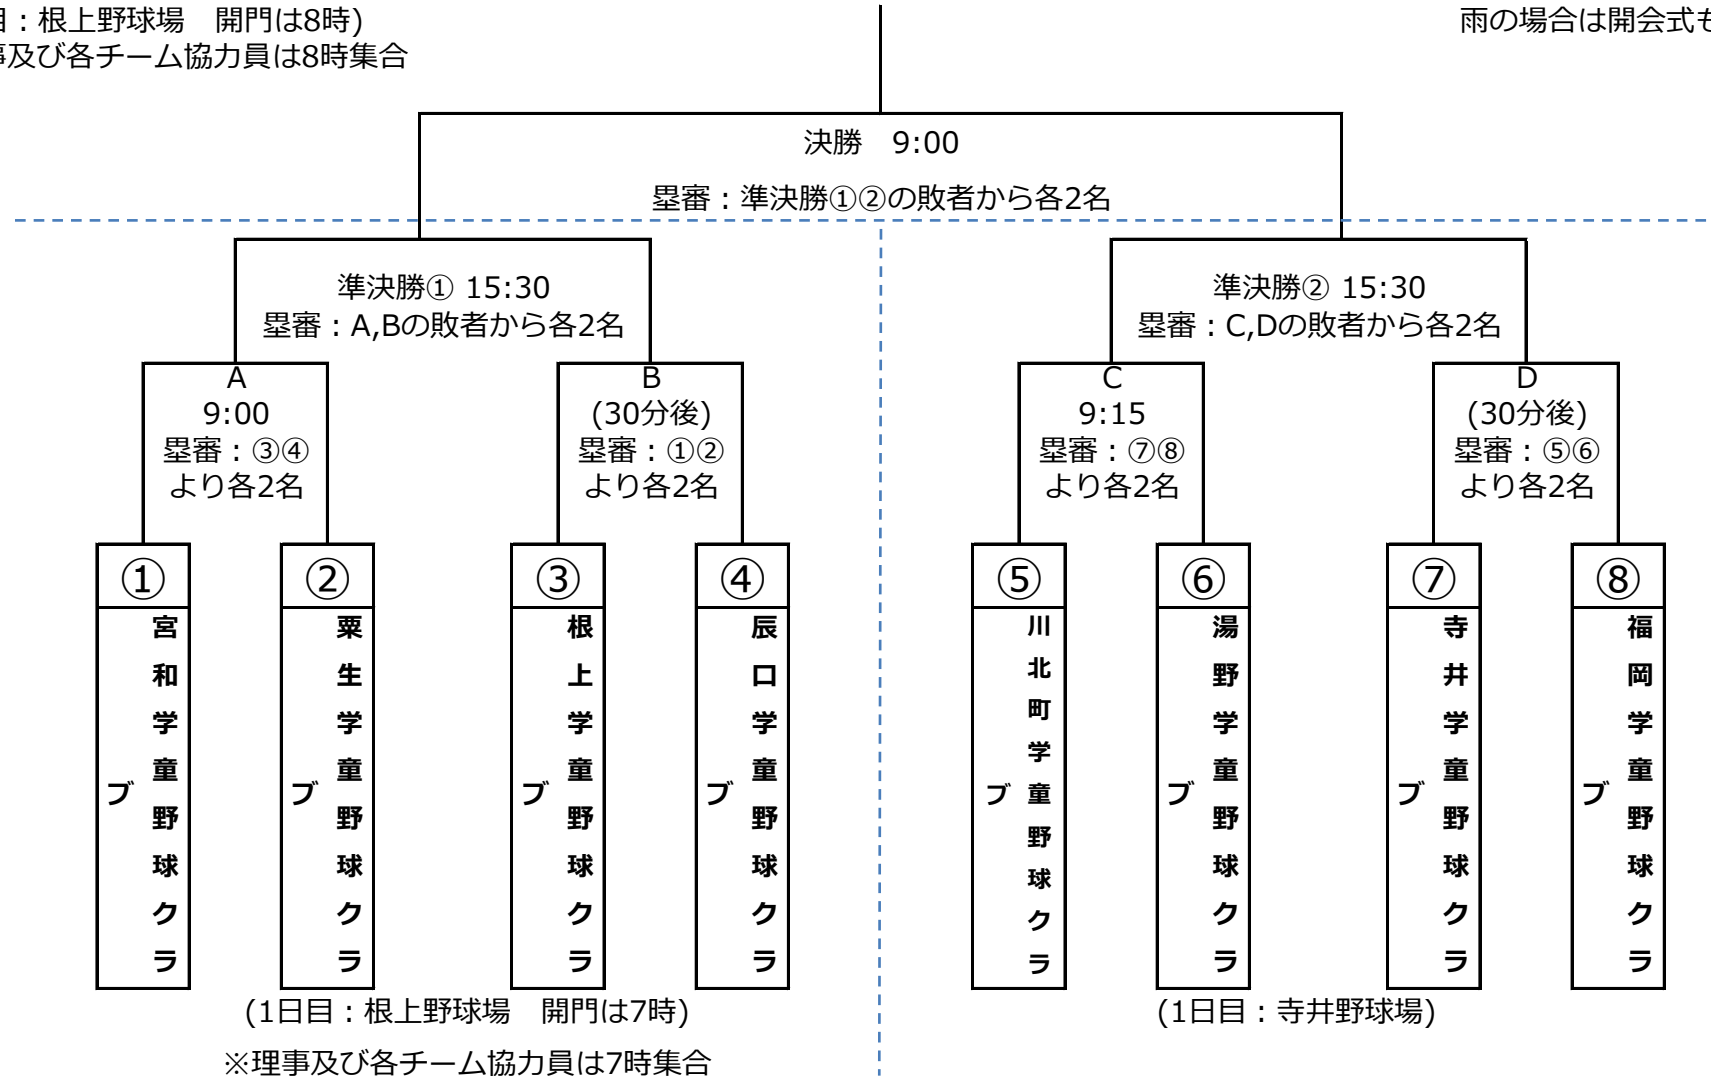 目：根上野球場　開門は8時)
事及び各チーム協力員は8時集合
雨の場合は開会式も
決勝　9:00
塁審：準決勝①②の敗者から各2名
準決勝① 15:30
塁審：A,Bの敗者から各2名
準決勝② 15:30
塁審：C,Dの敗者から各2名
A
9:00
塁審：③④
より各2名
B
(30分後)
塁審：①②
より各2名
C
9:15
塁審：⑦⑧
より各2名
D
(30分後)
塁審：⑤⑥
より各2名
①
宮和学童野球クラ
ブ
②
粟生学童野球クラ
ブ
③
根上学童野球クラ
ブ
④
辰口学童野球クラ
ブ
⑤
川北町学童野球クラ
ブ
⑥
湯野学童野球クラ
ブ
⑦
寺井学童野球クラ
ブ
⑧
福岡学童野球クラ
ブ
(1日目：根上野球場　開門は7時)
※理事及び各チーム協力員は7時集合
(1日目：寺井野球場)